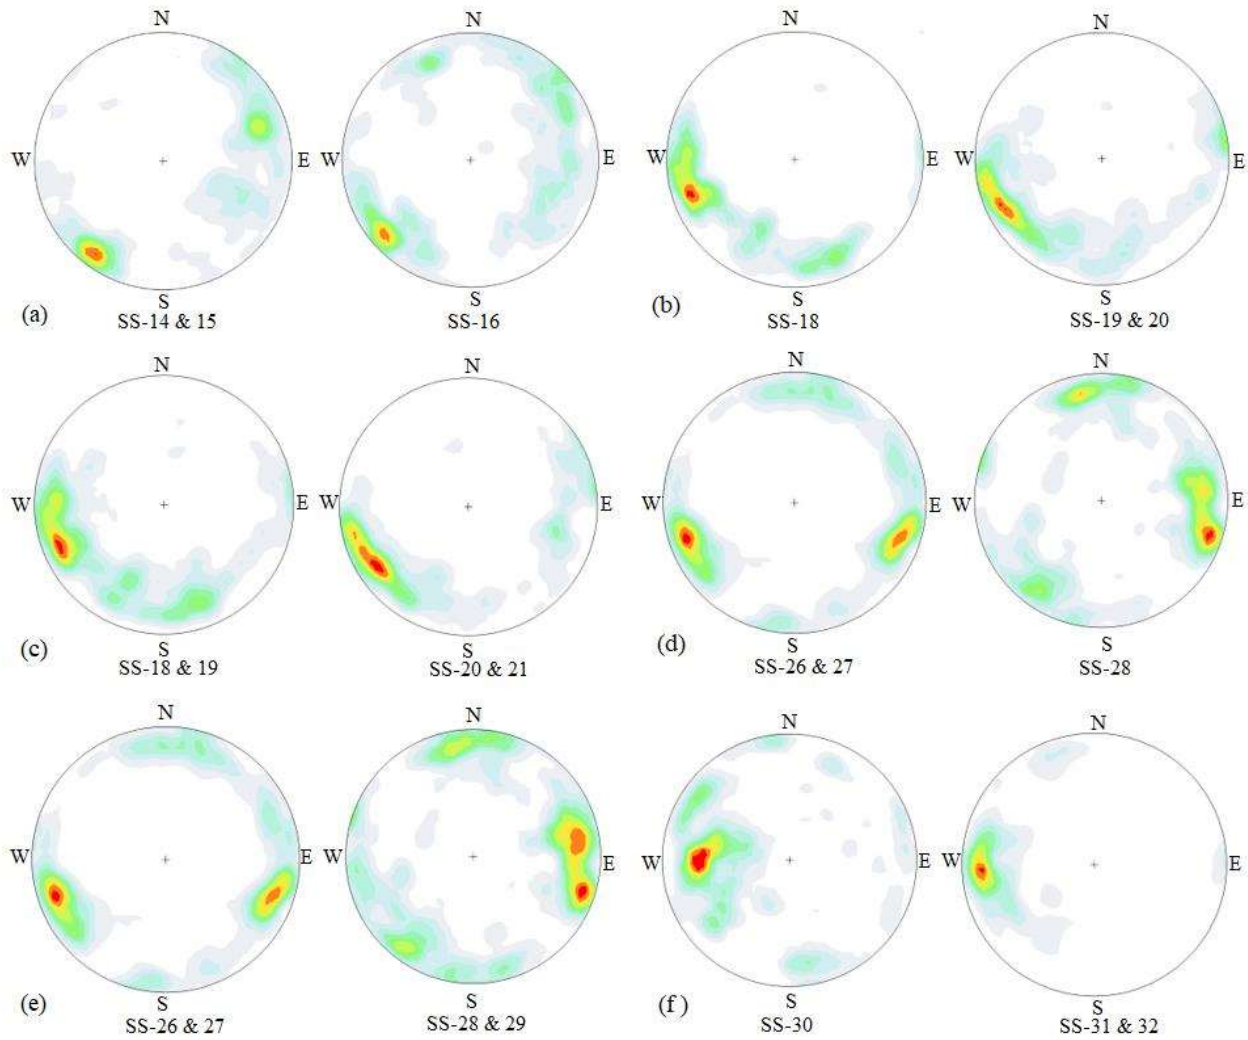 N N N N
W E W E W E W E
S S S S
(a) SS-14 & 15 SS-16 (b) SS-18 SS-19 & 20
N N N N
W E W E W E W E
S S S S
(c) SS-18 & 19 SS-20 & 21 (d) SS-26 & 27 SS-28
N N N N
W E W E W E W E
S S S S
(e) SS-26 & 27 SS-28 & 29 (f) SS-30 SS-31 & 32